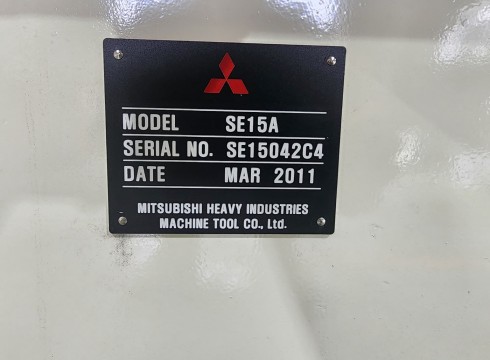 MODEL SE15A
SERIAL NO. SE15042C4
DATE MAR 2011
MITSUBISHI HEAVY INDUSTRIES
MACHINE TOOL CO., Ltd.